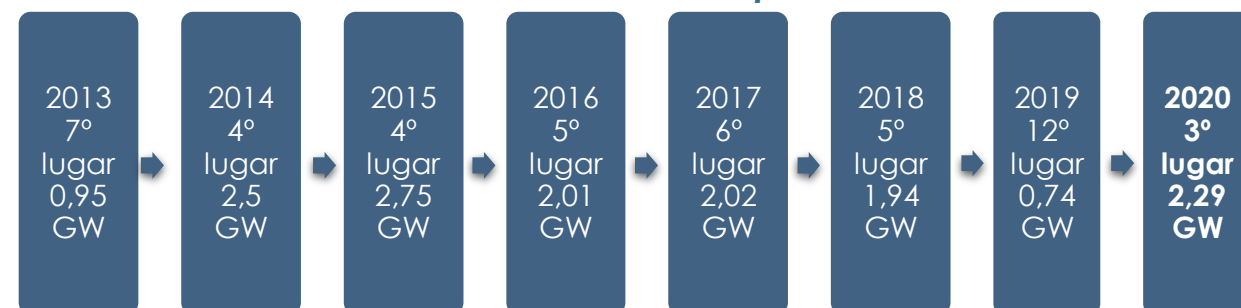 2013
7º
lugar
0,95
GW
2014
4º
lugar
2,5
GW
2015
4º
lugar
2,75
GW
2016
5º
lugar
2,01
GW
2017
6º
lugar
2,02
GW
2018
5º
lugar
1,94
GW
2019
12º
lugar
0,74
GW
2020
3º
lugar
2,29
GW